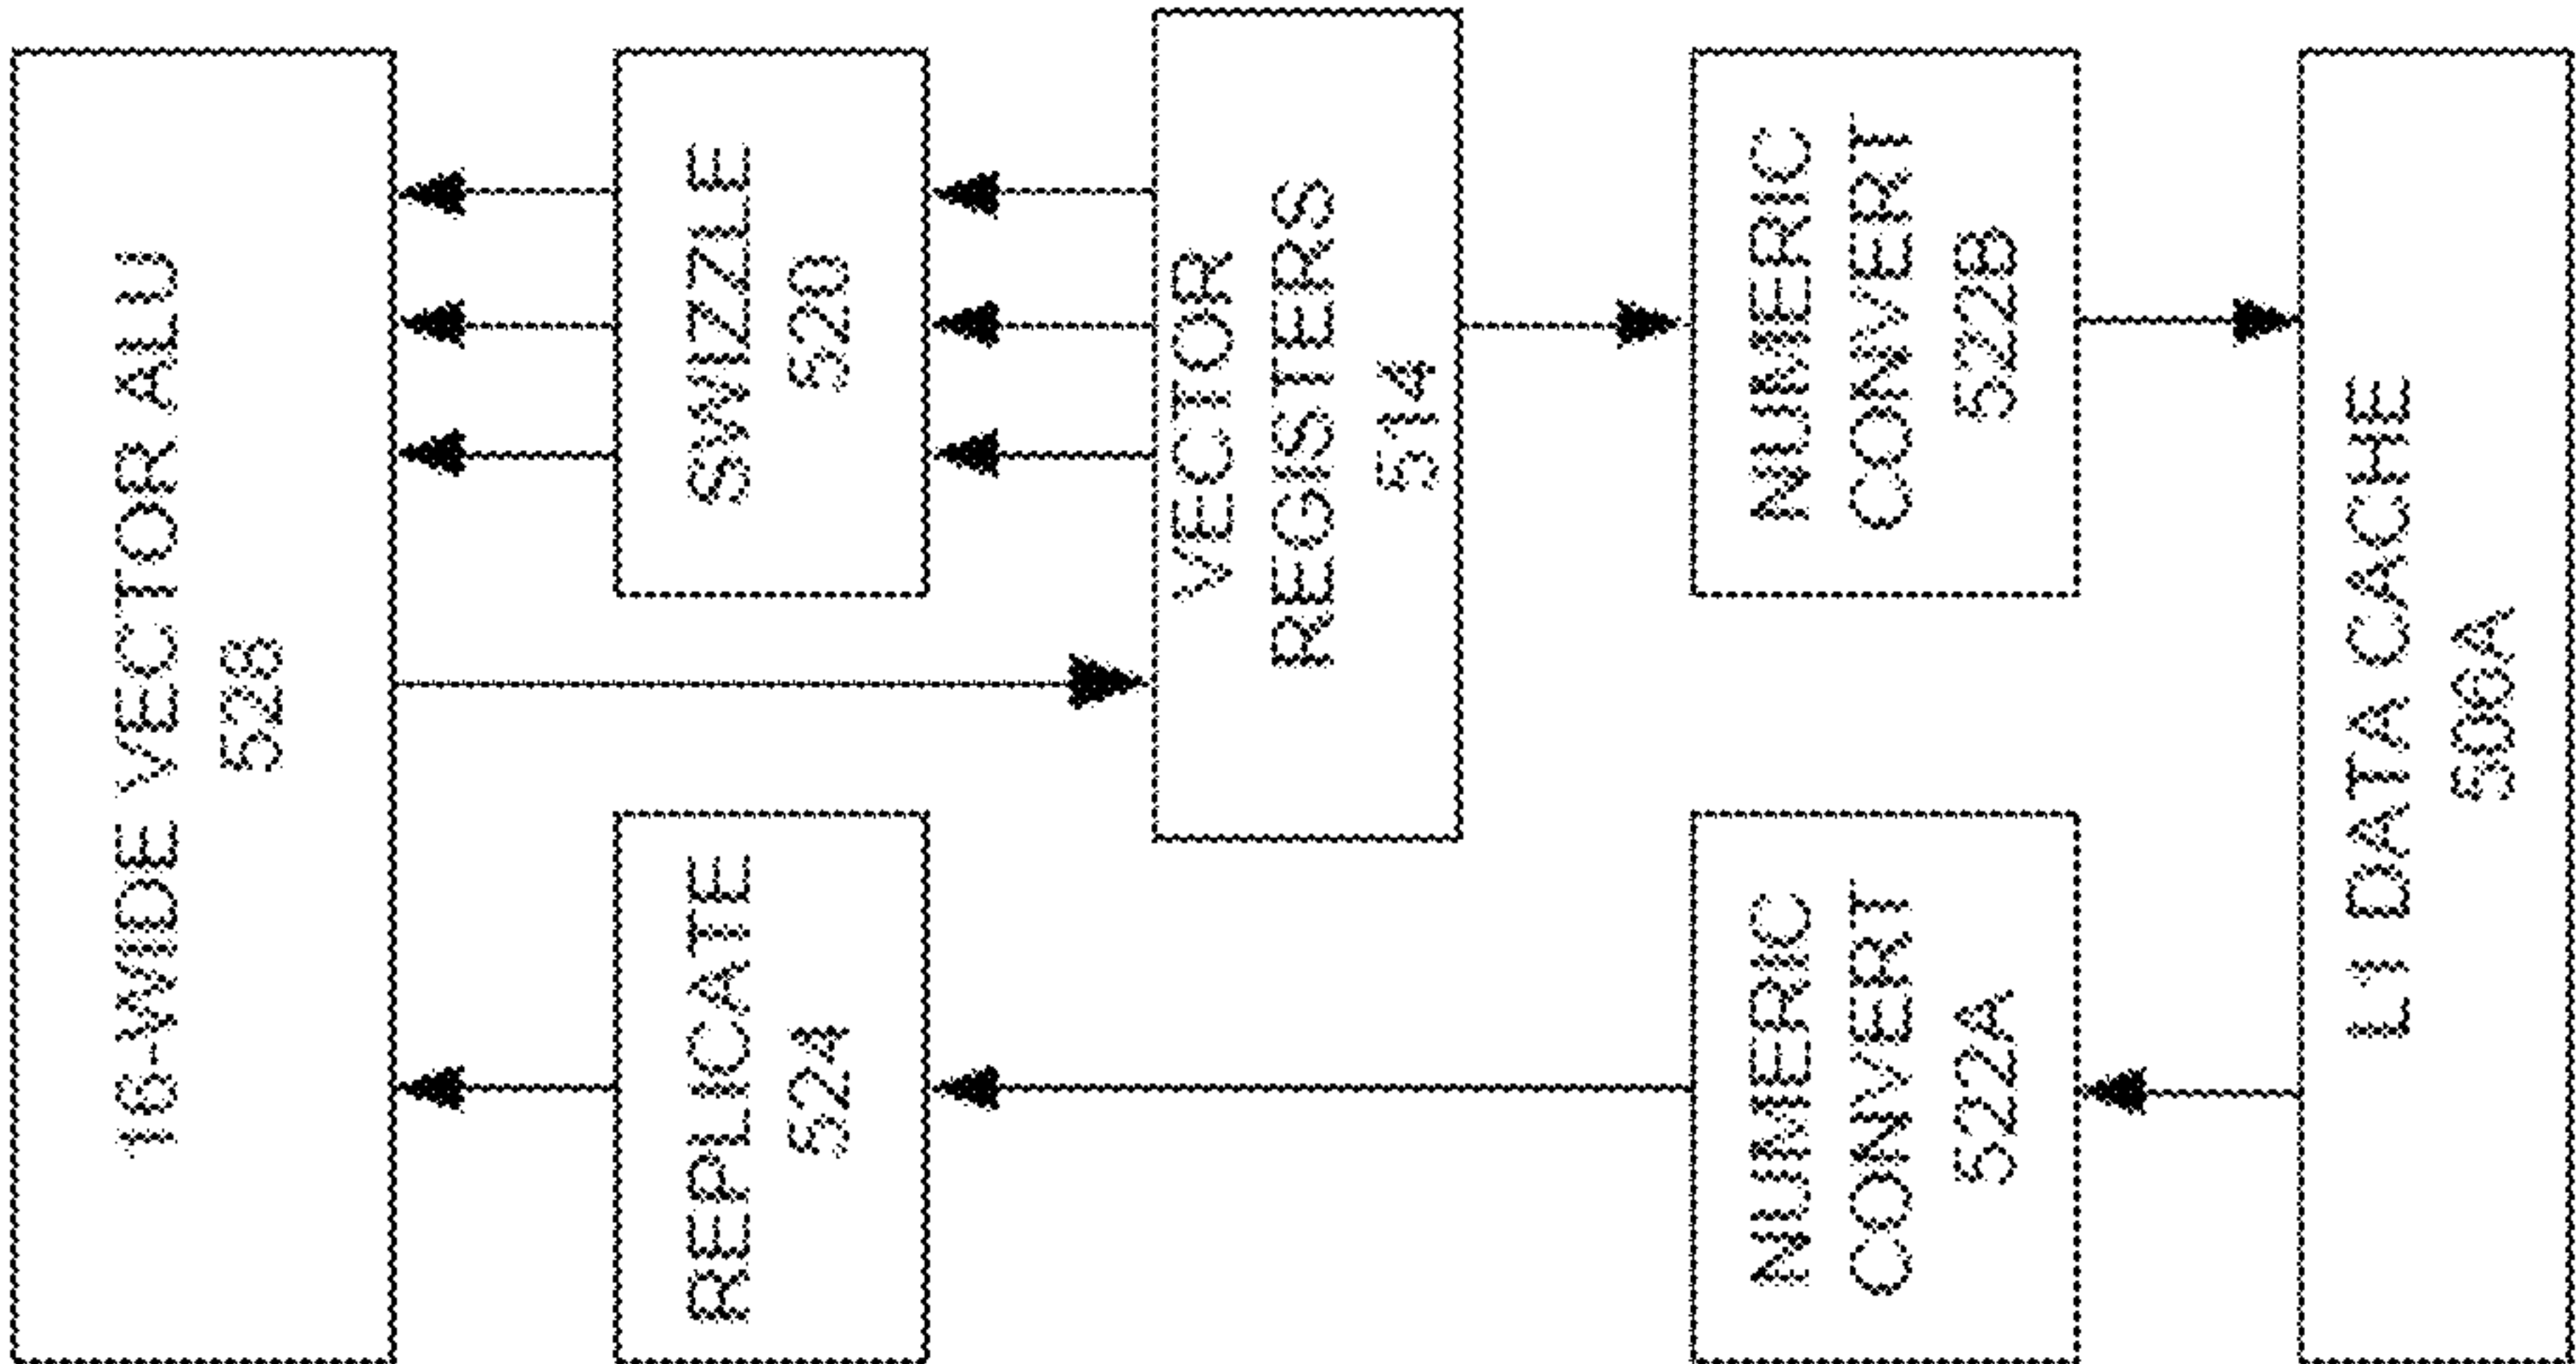 16-WIDE VECTOR ALU
528
REPLICATE
524
SWIZZLE
520
VECTOR
REGISTERS
514
NUMERIC
CONVERT
522A
NUMERIC
CONVERT
522B
L1 DATA CACHE
506A